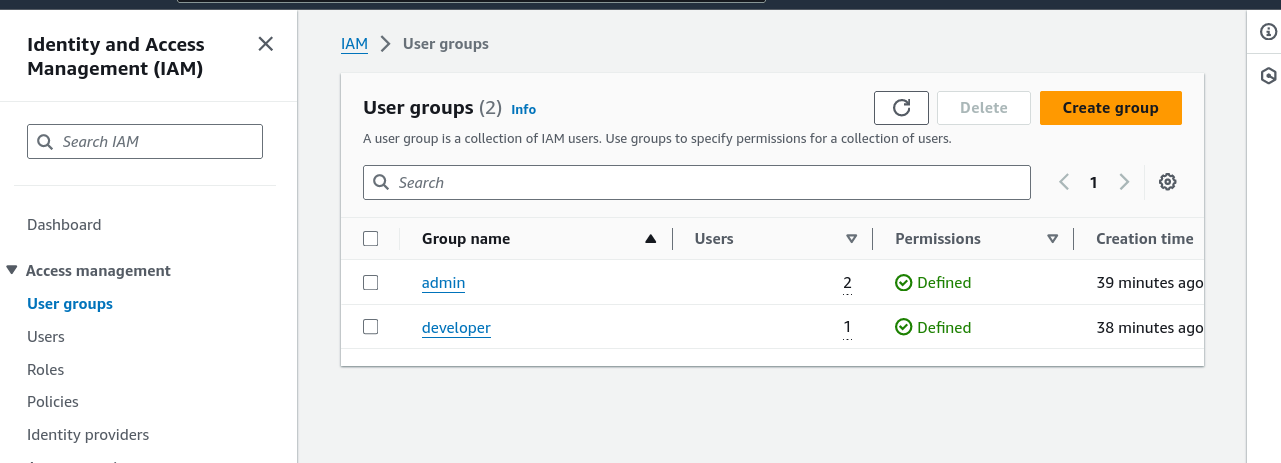 Identity and Access
Management (IAM)
Search IAM
Dashboard
Access management
User groups
Users
Roles
Policies
Identity providers
IAM > User groups
User groups (2) Info
Delete
Create group
A user group is a collection of IAM users. Use groups to specify permissions for a collection of users.
Search
1
Group name Users Permissions Creation time
admin 2 Defined 39 minutes ago
developer 1 Defined 38 minutes ago